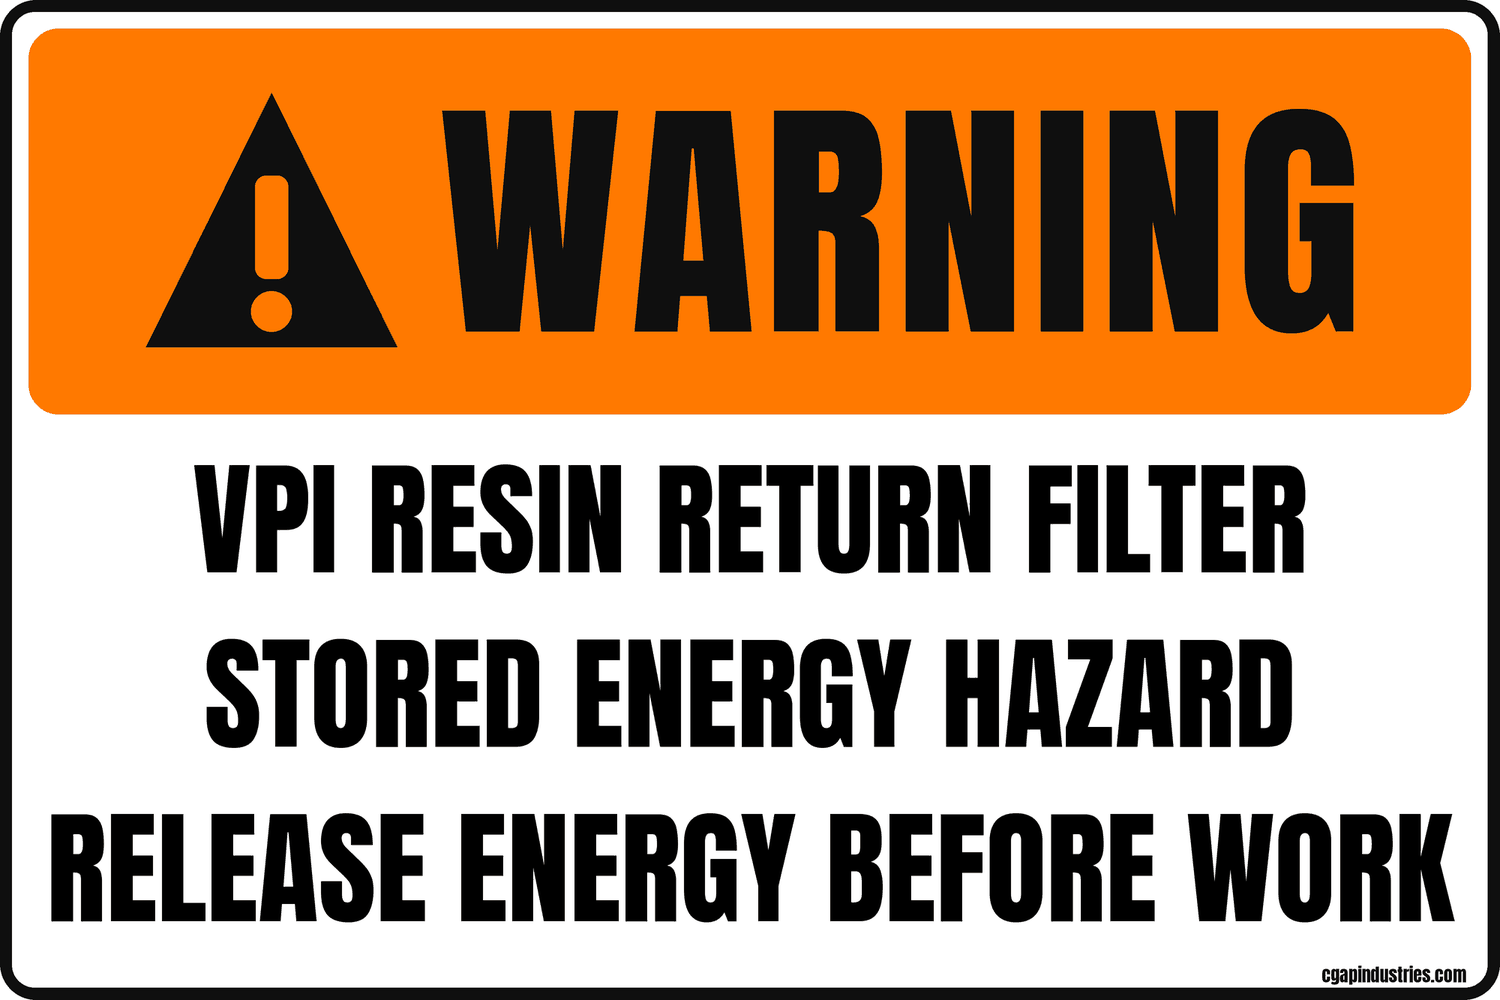 WARNING
VPI RESIN RETURN FILTER
STORED ENERGY HAZARD
RELEASE ENERGY BEFORE WORK
cgapindustries.com